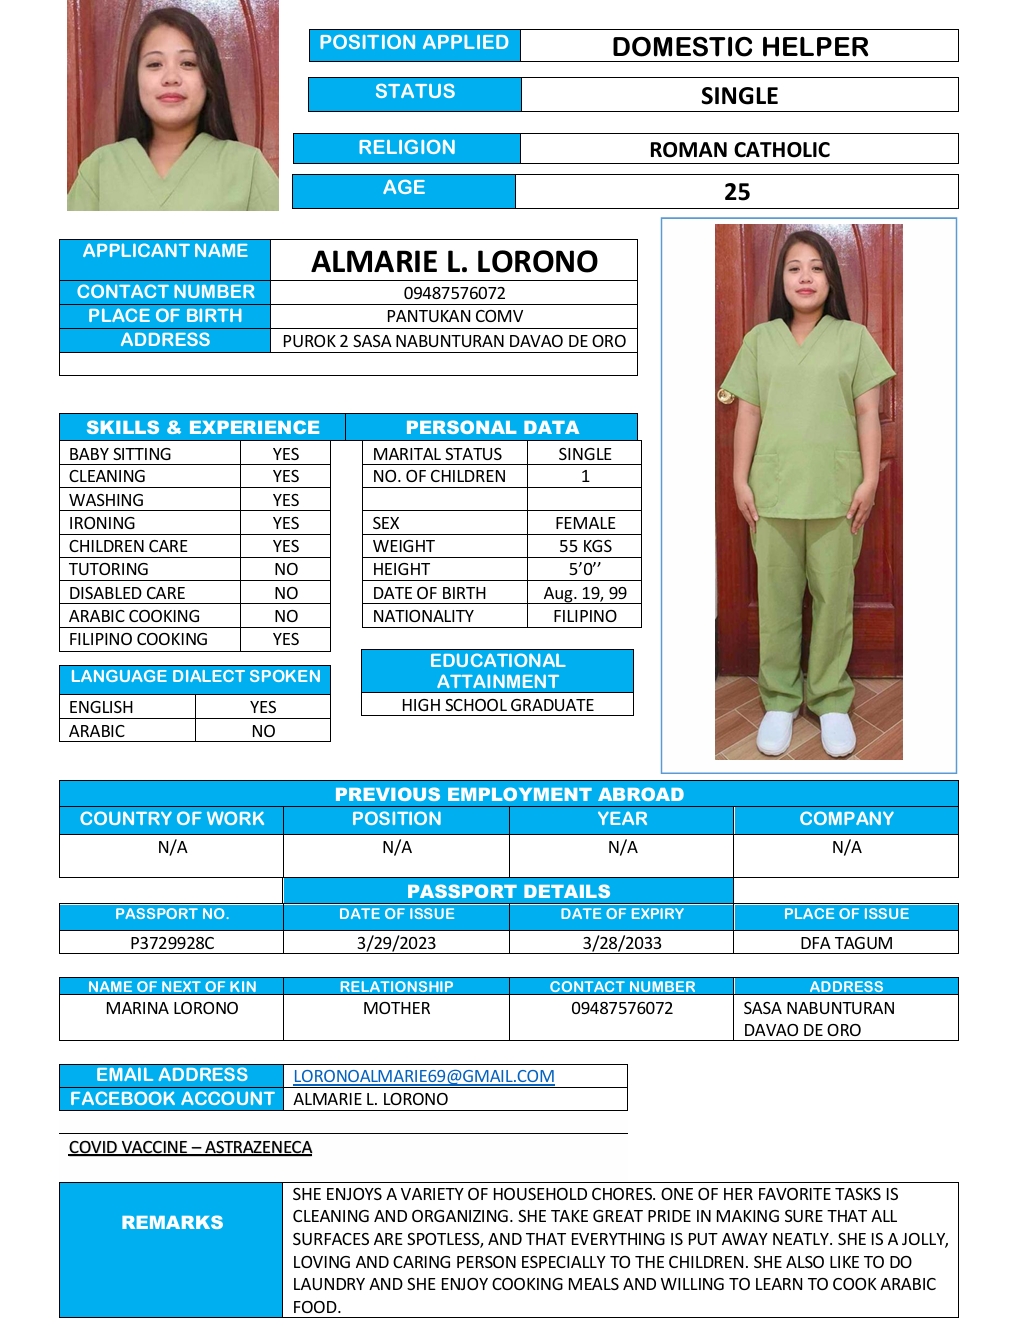 POSITION APPLIED DOMESTIC HELPER
STATUS SINGLE
RELIGION ROMAN CATHOLIC
AGE 25
APPLICANT NAME ALMARIE L. LORONO
CONTACT NUMBER 09487576072
PLACE OF BIRTH PANTUKAN COMV
ADDRESS PUROK 2 SASA NABUNTURAN DAVAO DE ORO
SKILLS & EXPERIENCE
BABY SITTING YES
CLEANING YES
WASHING YES
IRONING YES
CHILDREN CARE YES
TUTORING NO
DISABLED CARE NO
ARABIC COOKING NO
FILIPINO COOKING YES
LANGUAGE DIALECT SPOKEN
ENGLISH YES
ARABIC NO
PERSONAL DATA
MARITAL STATUS SINGLE
NO. OF CHILDREN 1
SEX FEMALE
WEIGHT 55 KGS
HEIGHT 5’0’’
DATE OF BIRTH Aug. 19, 99
NATIONALITY FILIPINO
EDUCATIONAL
ATTAINMENT
HIGH SCHOOL GRADUATE
PREVIOUS EMPLOYMENT ABROAD
COUNTRY OF WORK POSITION YEAR COMPANY
N/A N/A N/A N/A
PASSPORT DETAILS
PASSPORT NO. DATE OF ISSUE DATE OF EXPIRY PLACE OF ISSUE
P3729928C 3/29/2023 3/28/2033 DFA TAGUM
NAME OF NEXT OF KIN RELATIONSHIP CONTACT NUMBER ADDRESS
MARINA LORONO MOTHER 09487576072 SASA NABUNTURAN
DAVAO DE ORO
EMAIL ADDRESS LORONOALMARIE69@GMAIL.COM
FACEBOOK ACCOUNT ALMARIE L. LORONO
COVID VACCINE – ASTRAZENECA
REMARKS
SHE ENJOYS A VARIETY OF HOUSEHOLD CHORES. ONE OF HER FAVORITE TASKS IS
CLEANING AND ORGANIZING. SHE TAKE GREAT PRIDE IN MAKING SURE THAT ALL
SURFACES ARE SPOTLESS, AND THAT EVERYTHING IS PUT AWAY NEATLY. SHE IS A JOLLY,
LOVING AND CARING PERSON ESPECIALLY TO THE CHILDREN. SHE ALSO LIKE TO DO
LAUNDRY AND SHE ENJOY COOKING MEALS AND WILLING TO LEARN TO COOK ARABIC
FOOD.